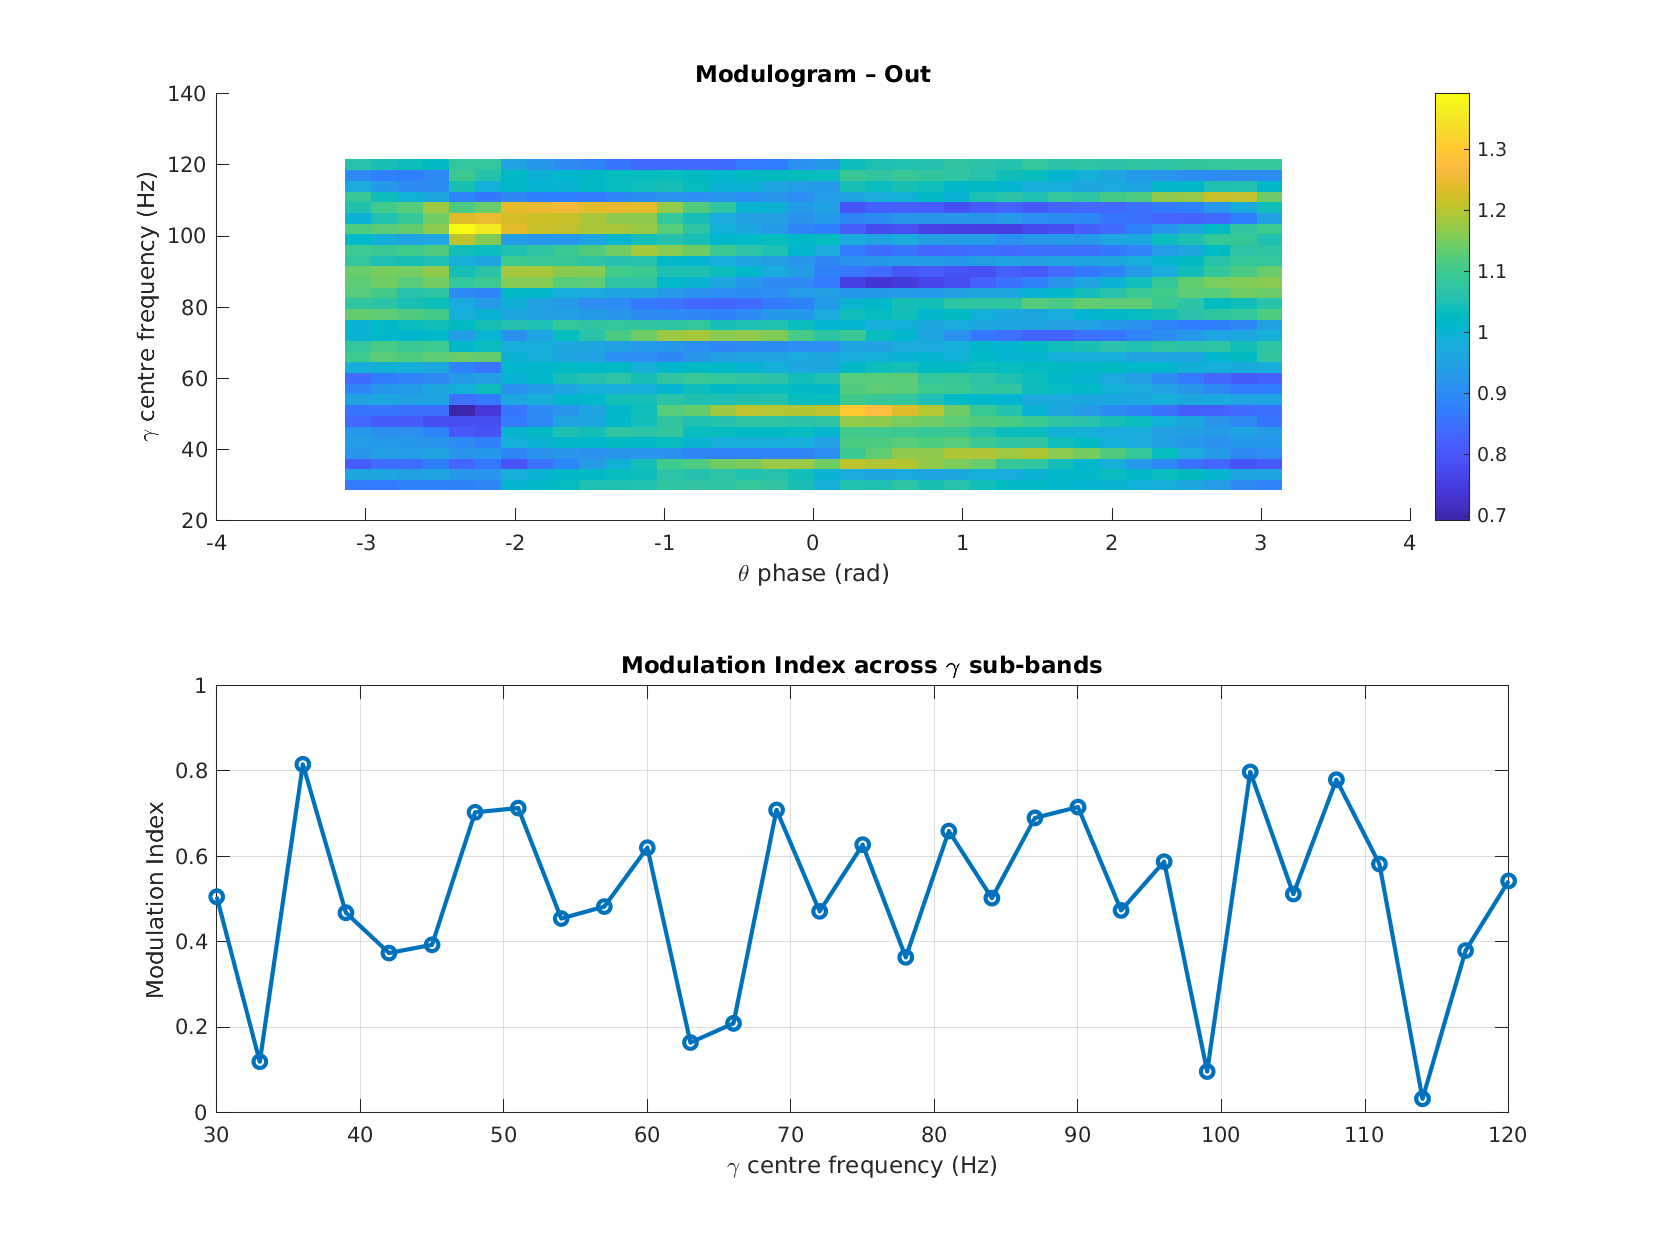 Modulogram – Out
140
120
100
80
60
40
20
γ centre frequency (Hz)
-4 -3 -2 -1 0 1 2 3 4
θ phase (rad)
1.3
1.2
1.1
1
0.9
0.8
0.7
Modulation Index across γ sub-bands
1
0.8
0.6
0.4
0.2
0
Modulation Index
30 40 50 60 70 80 90 100 110 120
γ centre frequency (Hz)